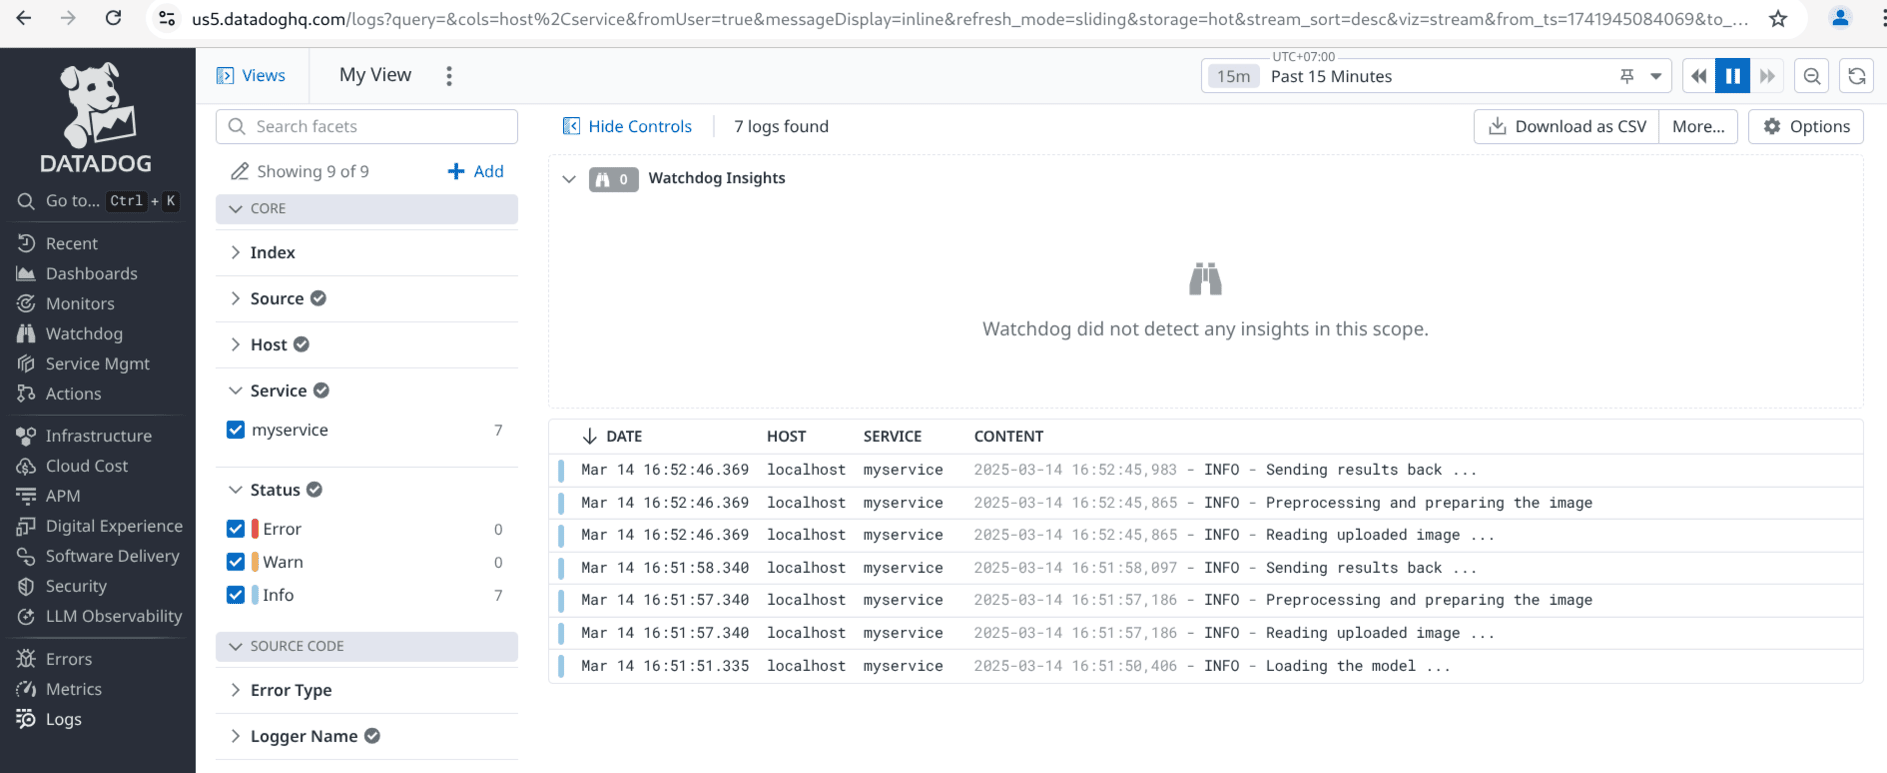 us5.datadoghq.com/logs?query=&cols=host%2Cservice&fromUser=true&messageDisplay=inline&refresh_mode=sliding&storage=hot&stream_sort=desc&viz=stream&from_ts=1741945084069&to_...
DATADOG
Go to... Ctrl + K
Recent
Dashboards
Monitors
Watchdog
Service Mgmt
Actions
Infrastructure
Cloud Cost
APM
Digital Experience
Software Delivery
Security
LLM Observability
Errors
Metrics
Logs
Views
My View
UTC+07:00
15m Past 15 Minutes
Search facets
Showing 9 of 9
Add
CORE
Index
Source
Host
Service
myservice 7
Status
Error 0
Warn 0
Info 7
SOURCE CODE
Error Type
Logger Name
Hide Controls
7 logs found
Download as CSV
More...
Options
0 Watchdog Insights
Watchdog did not detect any insights in this scope.
DATE HOST SERVICE CONTENT
Mar 14 16:52:46.369 localhost myservice 2025-03-14 16:52:45,983 - INFO - Sending results back ...
Mar 14 16:52:46.369 localhost myservice 2025-03-14 16:52:45,865 - INFO - Preprocessing and preparing the image
Mar 14 16:52:46.369 localhost myservice 2025-03-14 16:52:45,865 - INFO - Reading uploaded image ...
Mar 14 16:51:58.340 localhost myservice 2025-03-14 16:51:58,097 - INFO - Sending results back ...
Mar 14 16:51:57.340 localhost myservice 2025-03-14 16:51:57,186 - INFO - Preprocessing and preparing the image
Mar 14 16:51:57.340 localhost myservice 2025-03-14 16:51:57,186 - INFO - Reading uploaded image ...
Mar 14 16:51:51.335 localhost myservice 2025-03-14 16:51:50,406 - INFO - Loading the model ...